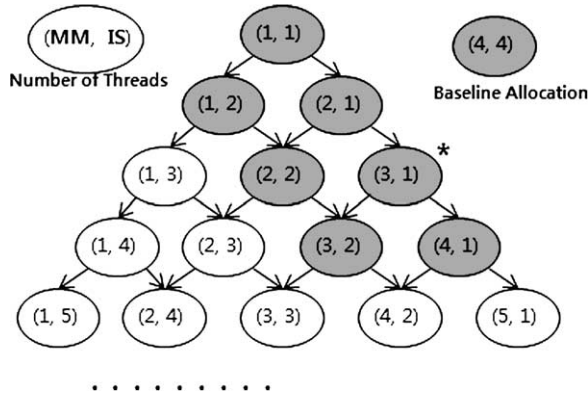 (MM, IS)
Number of Threads
(1, 1)
(4, 4)
Baseline Allocation
(1, 2) (2, 1)
(1, 3) (2, 2) (3, 1) *
(1, 4) (2, 3) (3, 2) (4, 1)
(1, 5) (2, 4) (3, 3) (4, 2) (5, 1)
. . . . . . . . .